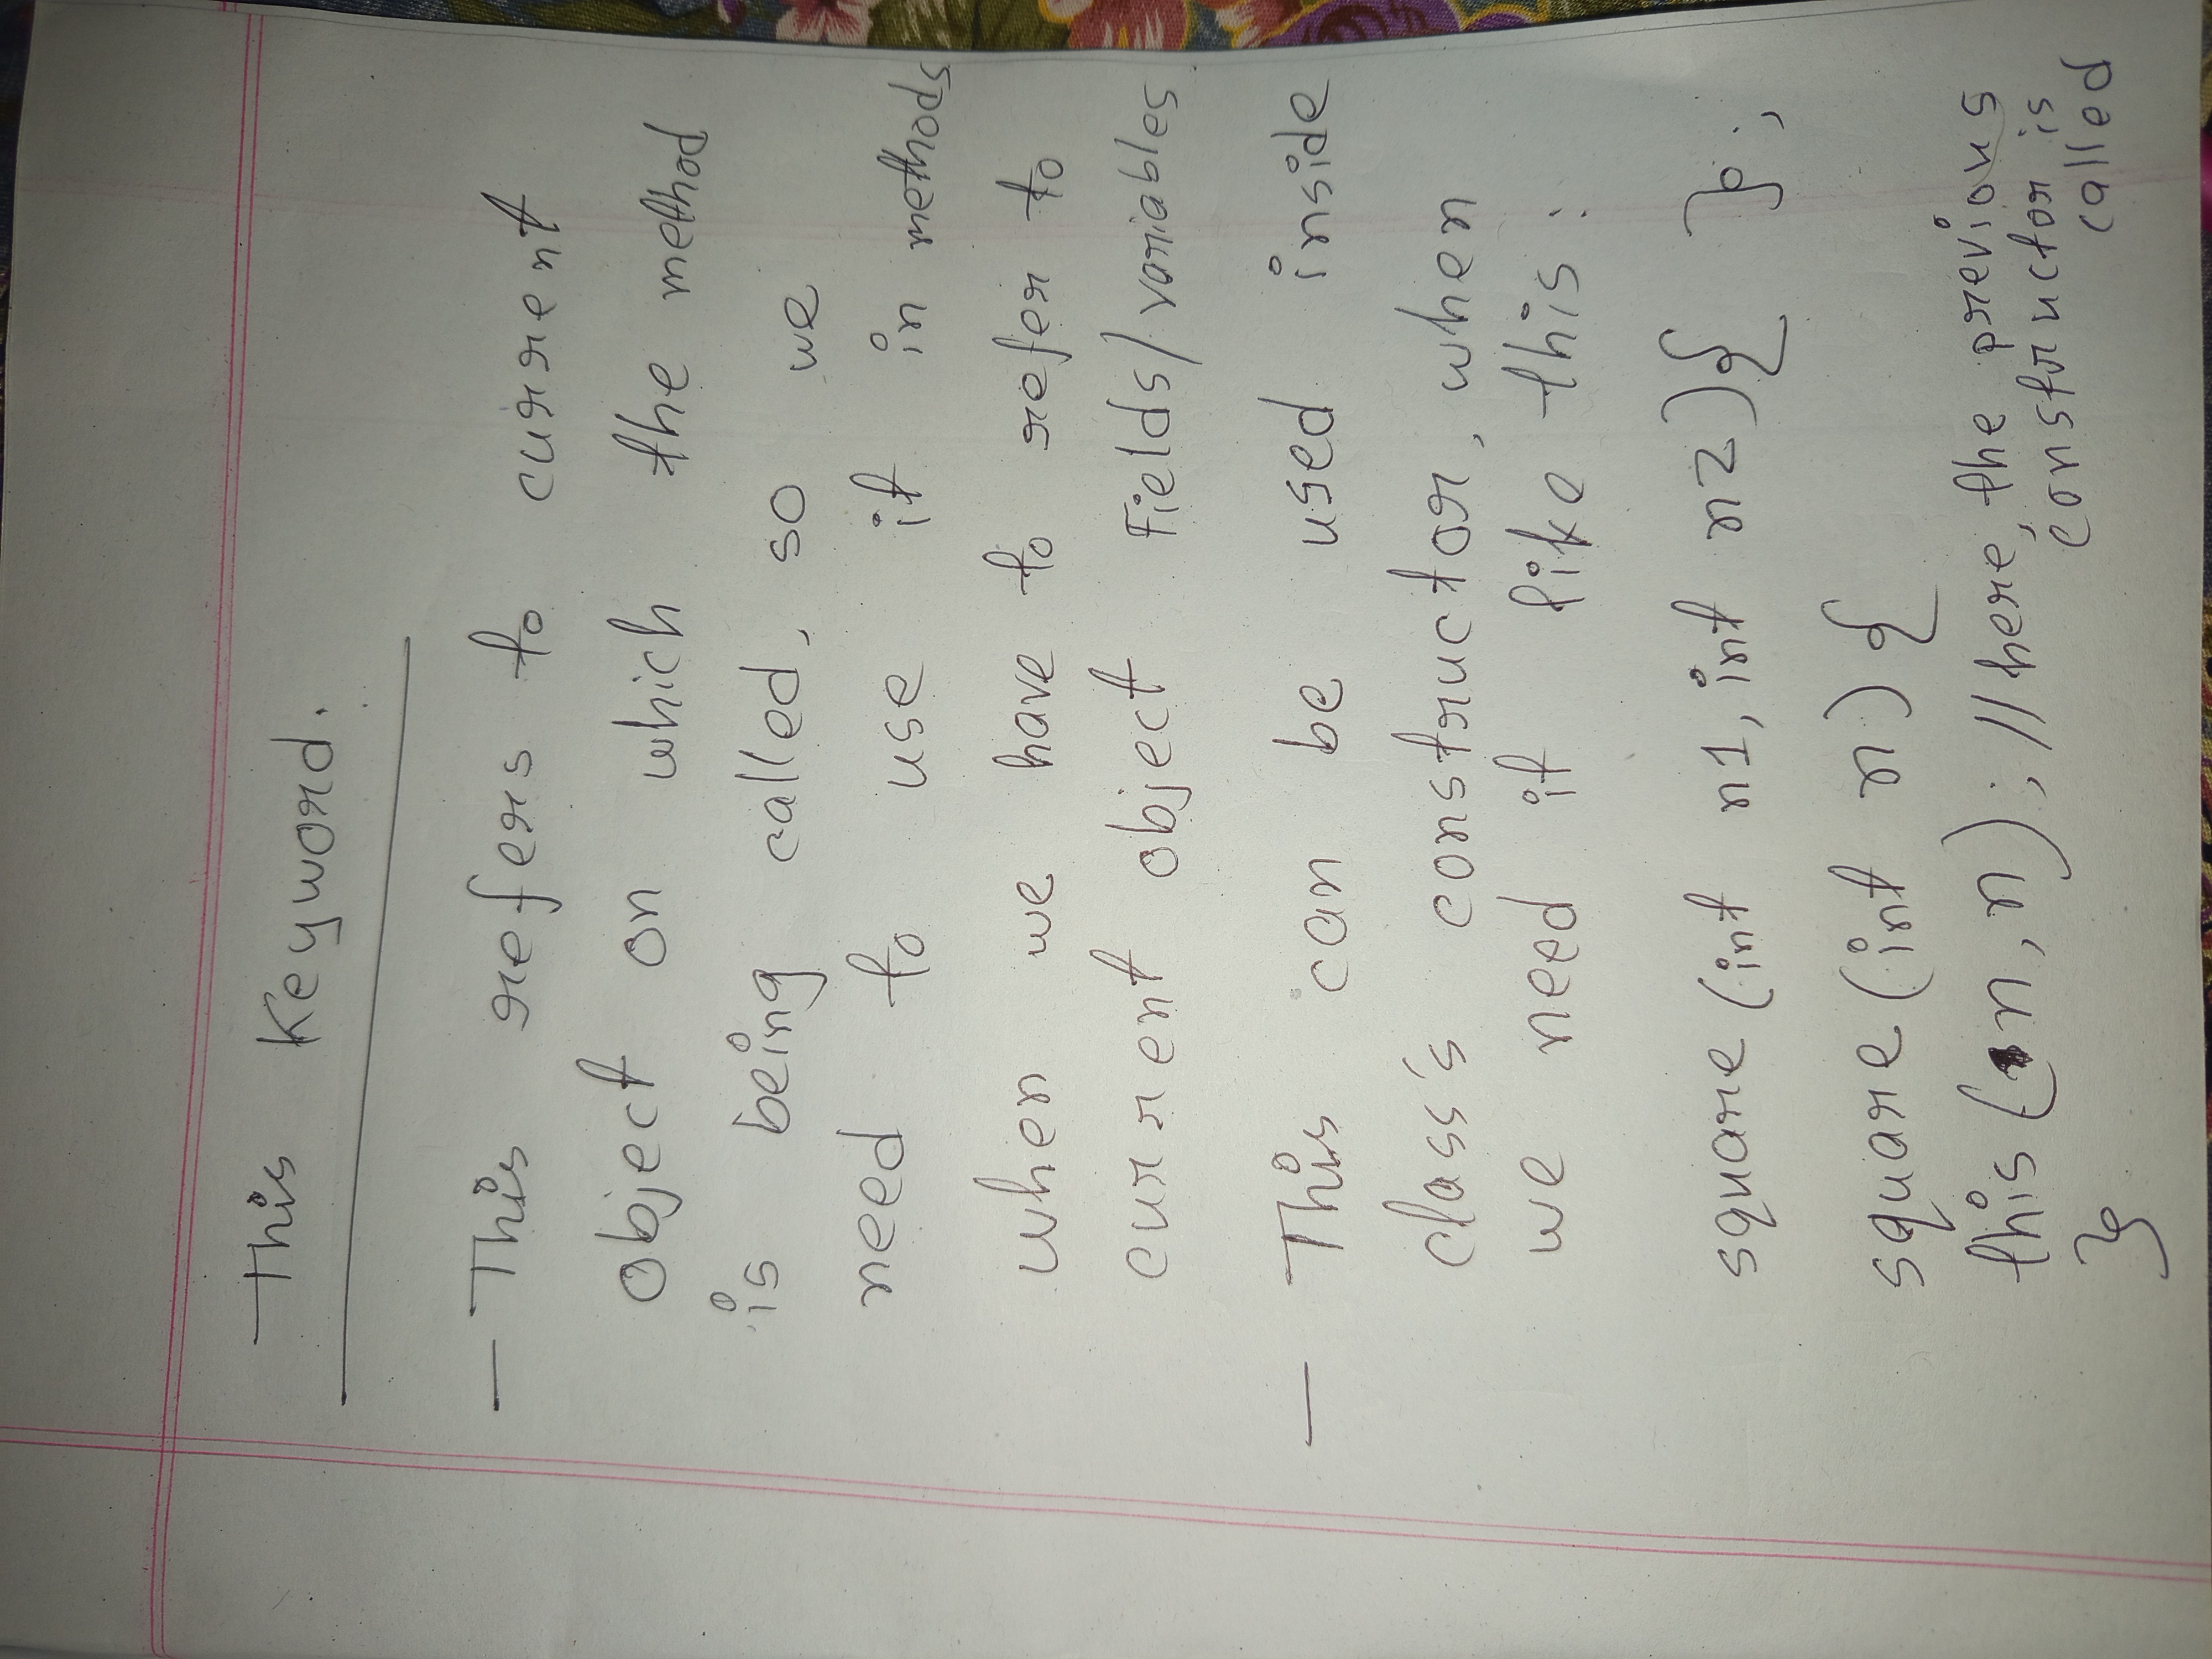 This Keyword.
- This refers to current
object on which the method
is being called, so we
need to use it in methods
when we have to refer to
current object Fields/variables
- This can be used inside
class's constructor, when
we need it like this:
square (int n1, int n2){ };
square (int n) {
this (n, n); // here, the previous
constructor is
called
}